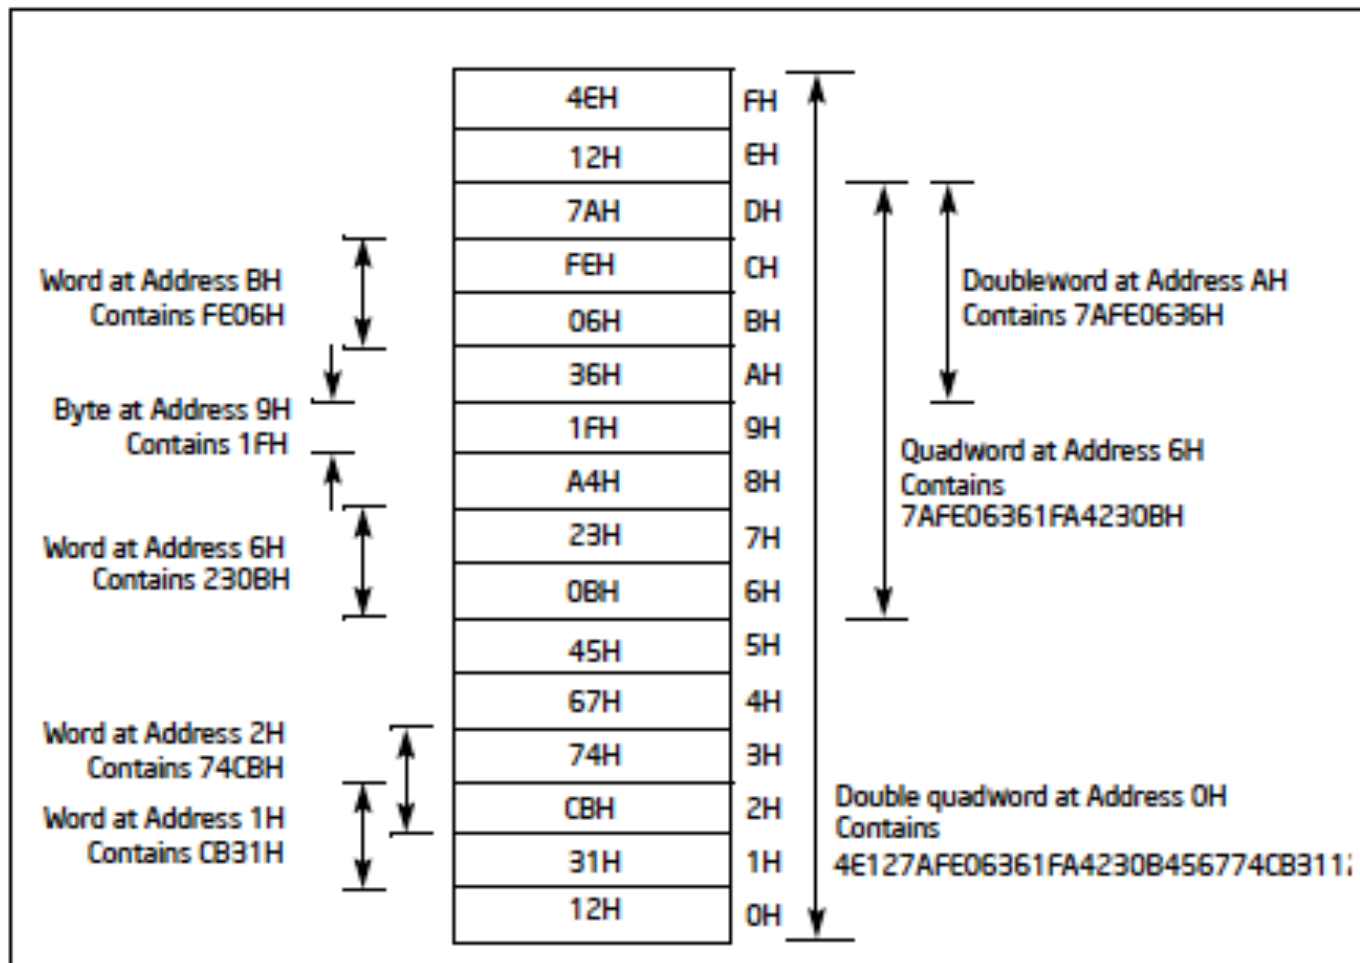 4EH FH
12H EH
7AH DH
FEH CH
Word at Address BH
Contains FE06H
06H BH
Doubleword at Address AH
Contains 7AFE0636H
36H AH
Byte at Address 9H
Contains 1FH
1FH 9H
A4H 8H
Quadword at Address 6H
Contains
7AFE06361FA4230BH
23H 7H
Word at Address 6H
Contains 230BH
0BH 6H
45H 5H
67H 4H
Word at Address 2H
Contains 74CBH
74H 3H
CBH 2H
Word at Address 1H
Contains CB31H
Double quadword at Address 0H
Contains
4E127AFE06361FA4230B456774CB311
31H 1H
12H 0H